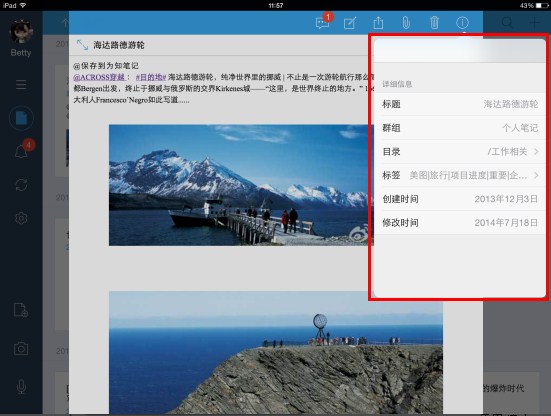 iPad
11:57
43%
1
Betty
海达路德游轮
@保存到为知笔记
@ACROSS穿越： #目的地# 海达路德游轮，纯净世界里的挪威|不止是一次游轮航行那么
都Bergen出发，终止于挪威与俄罗斯的交界Kirkenes城——“这里，是世界终止的地方。”
大利人Francesco`Negro如此写道......
4
详细信息
标题 海达路德游轮
群组 个人笔记
目录 /工作相关
标签 美图|旅行|项目进度|重要|企...
创建时间 2013年12月3日
修改时间 2014年7月18日
的爆炸时代